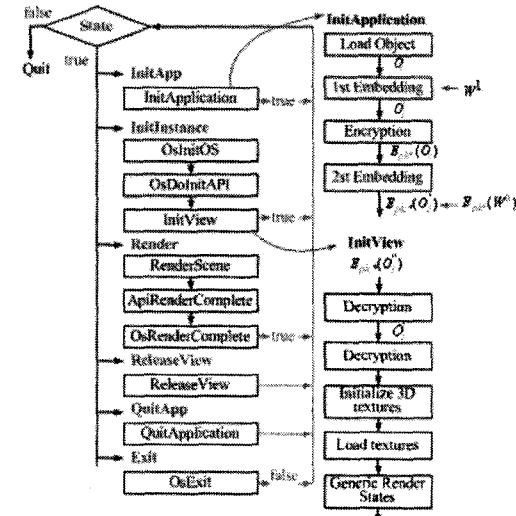 false
State
true
Quit
InitApp
InitApplication
true
InitInstance
OsInitOS
OsDoInitAPI
InitView
true
Render
RenderScene
ApiRenderComplete
OsRenderComplete
true
ReleaseView
ReleaseView
QuitApp
QuitApplication
Exit
OsExit
false
InitApplication
Load Object
O
1st Embedding
W
O
Encryption
2st Embedding
InitView
Decryption
O
Decryption
Initialize 3D
textures
Load textures
Generic Render
States